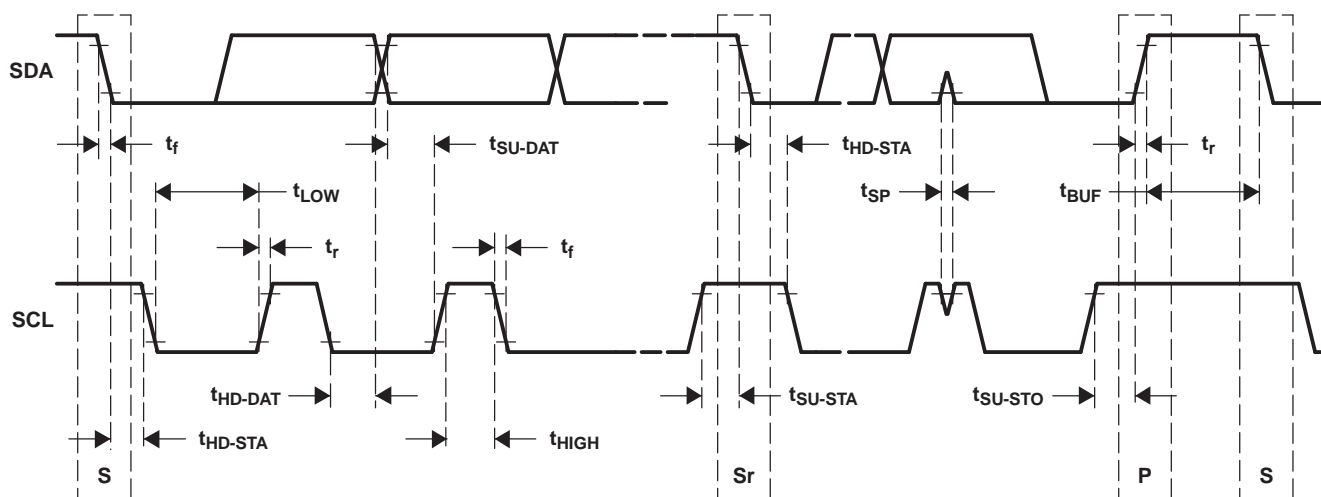 SDA
tf
tSU-DAT
tHD-STA
tr
tLOW
tSP
tBUF
tr
tf
SCL
tHD-DAT
tSU-STA
tSU-STO
tHD-STA
tHIGH
S
Sr
P
S